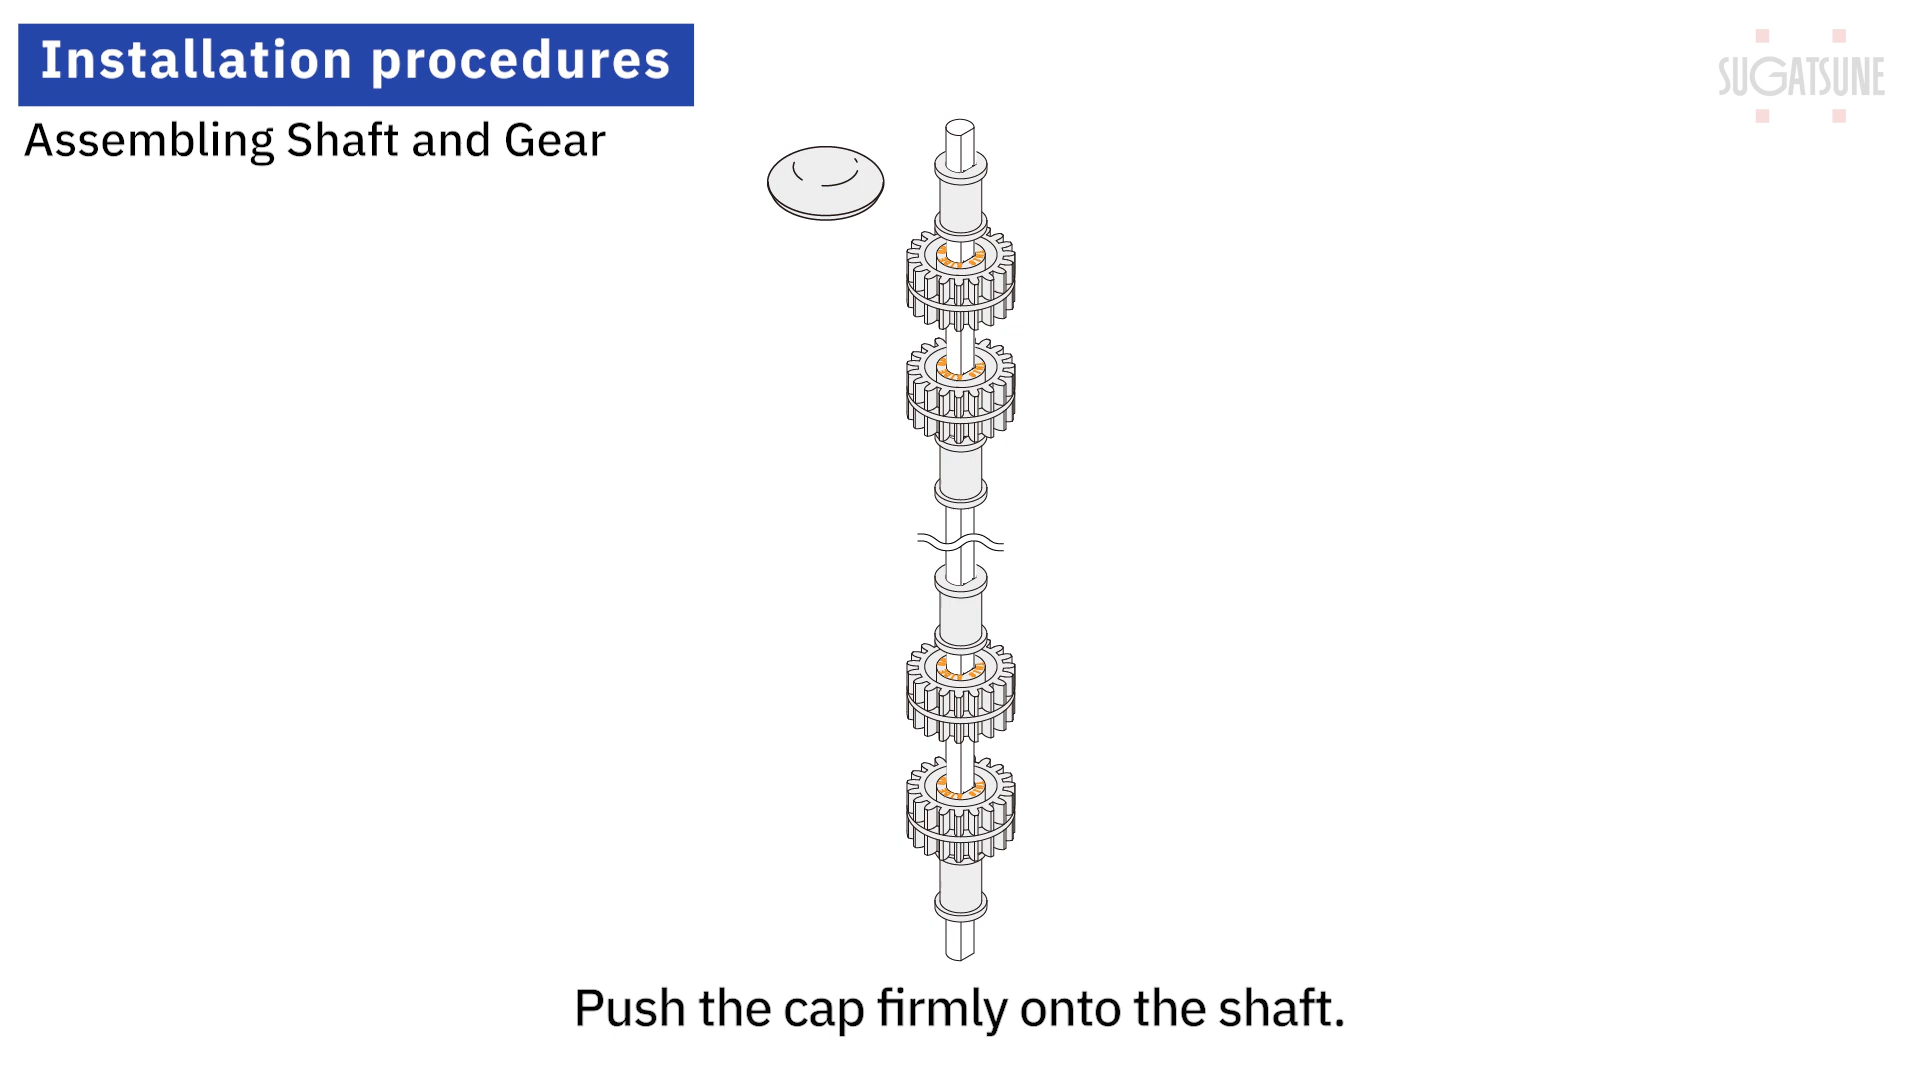 Installation procedures
SUGATSUNE
Assembling Shaft and Gear
Push the cap firmly onto the shaft.